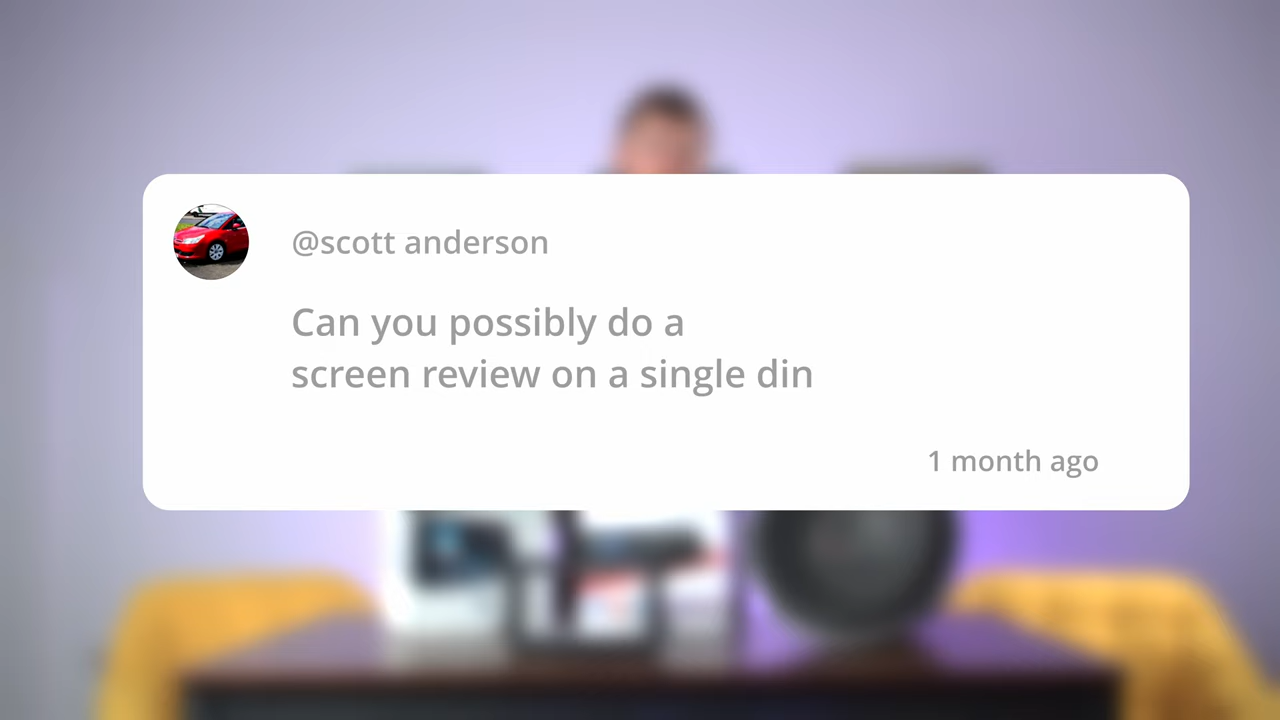 @scott anderson
Can you possibly do a
screen review on a single din
1 month ago